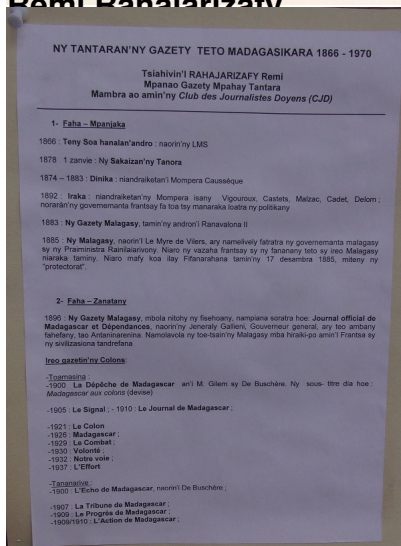 Remi Rahajarizafy
NY TANTARAN'NY GAZETY TETO MADAGASIKARA 1866 - 1970
Tsiahivin'I RAHAJARIZAFY Remi
Mpanao Gazety Mpahay Tantara
Mambra ao amin'ny Club des Journalistes Doyens (CJD)
1- Faha – Mpanjaka
1866 : Teny Soa hanalan'andro : naorin'ny LMS
1878 1 zanvie : Ny Sakaizan'ny Tanora
1874 – 1883 : Dinika : niandraiketan'i Mompera Causséque
1892 : Iraka : niandraiketan'ny Mompera isany Vigouroux, Castets, Malzac, Cadet, Delom ;
norarán'ny governemanta frantsay fa toa tsy manaraka loatra ny politikany
1883 : Ny Gazety Malagasy, tamin'ny andron'i Ranavalona II
1885 : Ny Malagasy, naorin'I Le Myre de Vilers, ary namelively fatratra ny governemanta malagasy
sy ny Praiministra Rainilaiarivony. Niaro ny vazaha frantsay sy ny fananany teto sy ireo Malagasy
niaraka taminy. Niaro mafy koa ilay Fifanarahana tamin'ny 17 desambra 1885, miteny ny
"protectorat".
2- Faha – Zanatany
1896 : Ny Gazety Malagasy, mbola nitohy ny fisehoany, nampiana soratra hoe: Journal official de
Madagascar et Dépendances, naorin'ny Jeneraly Gallieni, Gouverneur general, ary teo ambany
fahefany, tao Antaninarenina. Namolavola ny toe-tsain'ny Malagasy mba hiraiki-po amin'I Frantsa sy
ny sivilizasiona tandrefana
Ireo gazetin'ny Colons:
-Toamasina :
-1900 La Dépêche de Madagascar an'i M. Gitem sy De Buschère. Ny sous- titre dia hoe :
Madagascar aux colons (devise)
-1905 : Le Signal ; - 1910 : Le Journal de Madagascar ;
-1921 : Le Colon
-1926 : Madagascar ;
-1929 : Le Combat ;
-1930 : Volonté ;
-1932 : Notre voie ;
-1937 : L'Effort
-Tananarive :
-1900 : L'Echo de Madagascar, naorin'I De Buschère ;
-1907 : La Tribune de Madagascar ;
-1909 : Le Progrès de Madagascar ;
-1909/1910 : L'Action de Madagascar ;